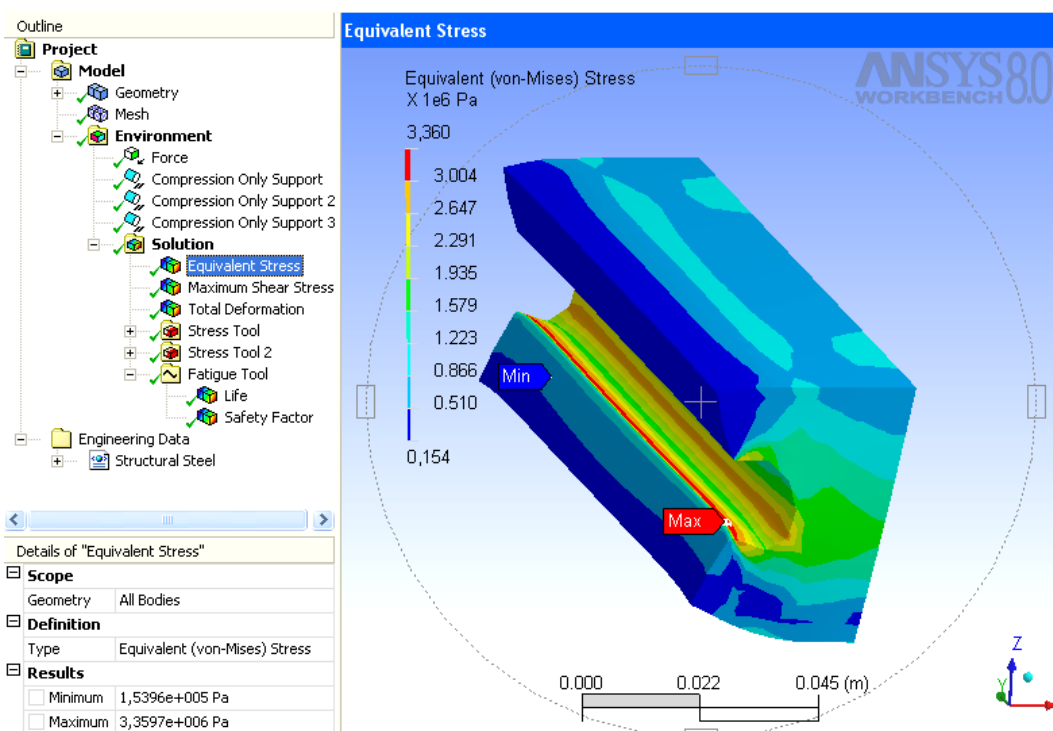 Outline
Project
Model
Geometry
Mesh
Environment
Force
Compression Only Support
Compression Only Support 2
Compression Only Support 3
Solution
Equivalent Stress
Maximum Shear Stress
Total Deformation
Stress Tool
Stress Tool 2
Fatigue Tool
Life
Safety Factor
Engineering Data
Structural Steel
Details of "Equivalent Stress"
Scope
Geometry All Bodies
Definition
Type Equivalent (von-Mises) Stress
Results
Minimum 1,5396e+005 Pa
Maximum 3,3597e+006 Pa
Equivalent Stress
Equivalent (von-Mises) Stress
X 1e6 Pa
3,360
3.004
2.647
2.291
1.935
1.579
1.223
0.866
0.510
0,154
ANSYS 8.0
WORKBENCH
Min
Max
0.000 0.022 0.045 (m)
Z
Y